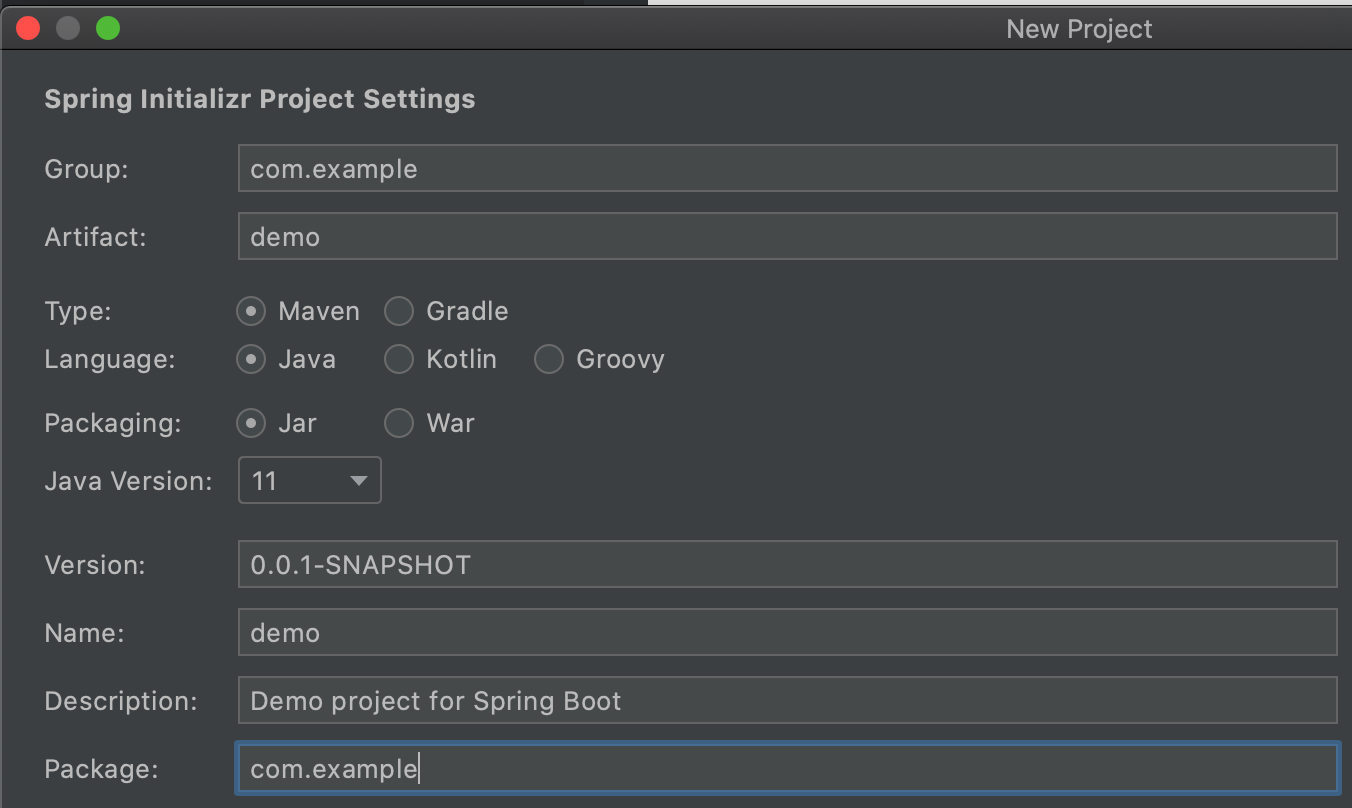 New Project
Spring Initializr Project Settings
Group: com.example
Artifact: demo
Type: Maven Gradle
Language: Java Kotlin Groovy
Packaging: Jar War
Java Version: 11
Version: 0.0.1-SNAPSHOT
Name: demo
Description: Demo project for Spring Boot
Package: com.example